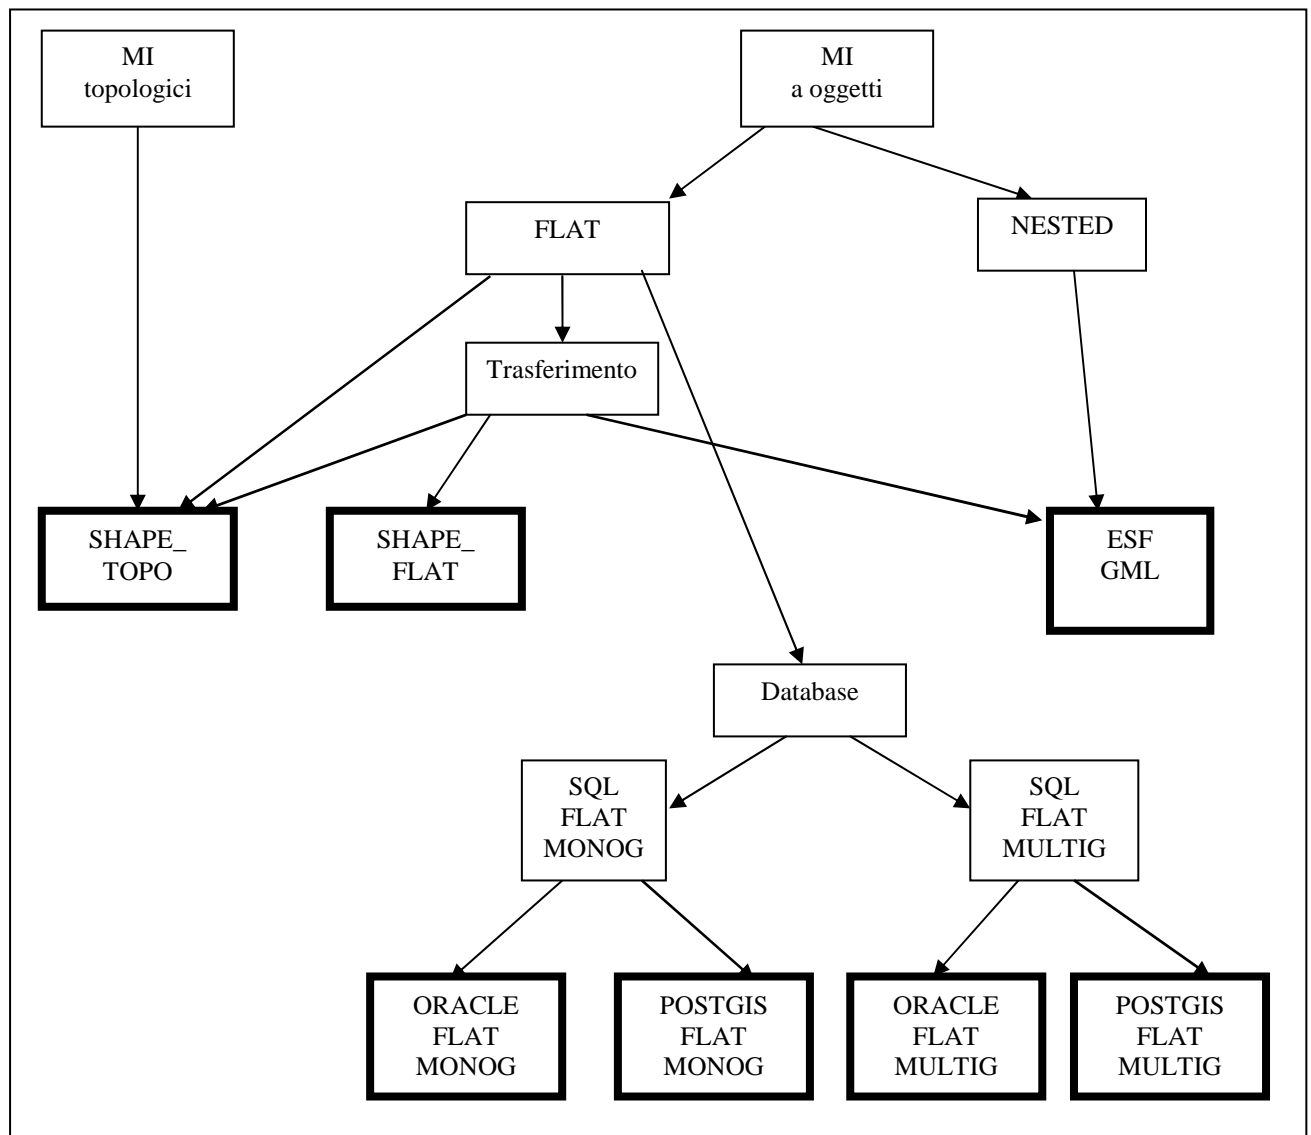 MI
topologici
MI
a oggetti
FLAT
NESTED
Trasferimento
SHAPE_
TOPO
SHAPE_
FLAT
ESF
GML
Database
SQL
FLAT
MONOG
SQL
FLAT
MULTIG
ORACLE
FLAT
MONOG
POSTGIS
FLAT
MONOG
ORACLE
FLAT
MULTIG
POSTGIS
FLAT
MULTIG